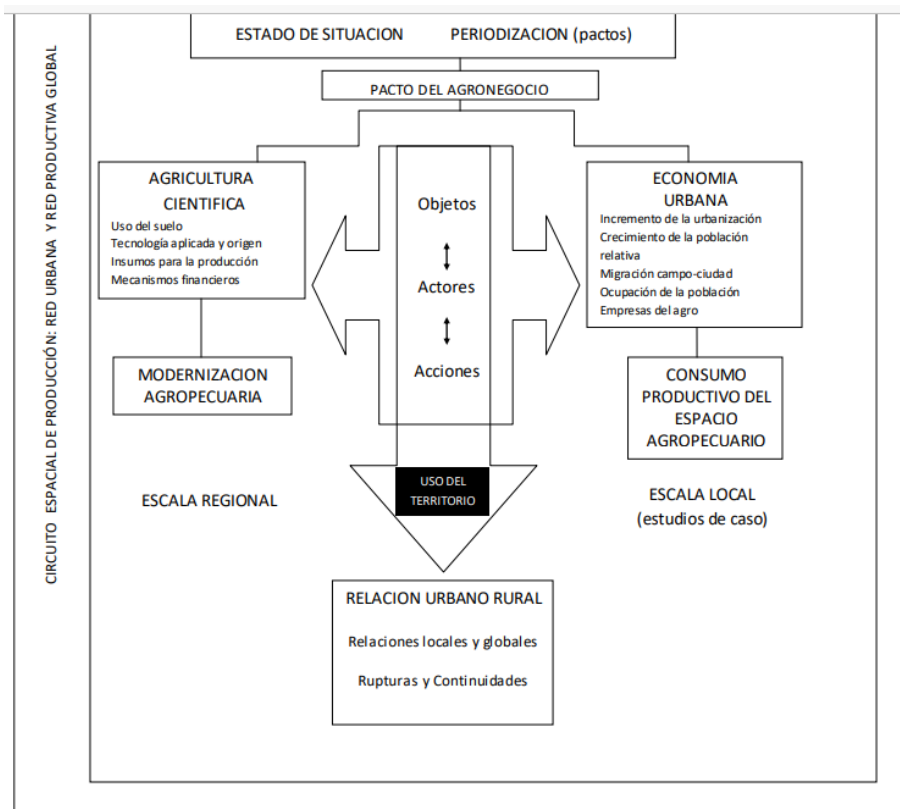 ESTADO DE SITUACION PERIODIZACION (pactos)
PACTO DEL AGRONEGOCIO
CIRCUITO ESPACIAL DE PRODUCCIÓN: RED URBANA Y RED PRODUCTIVA GLOBAL
AGRICULTURA
CIENTIFICA
Uso del suelo
Tecnología aplicada y origen
Insumos para la producción
Mecanismos financieros
MODERNIZACION
AGROPECUARIA
ESCALA REGIONAL
Objetos
Actores
Acciones
USO DEL
TERRITORIO
ECONOMIA
URBANA
Incremento de la urbanización
Crecimiento de la población
relativa
Migración campo-ciudad
Ocupación de la población
Empresas del agro
CONSUMO
PRODUCTIVO DEL
ESPACIO
AGROPECUARIO
ESCALA LOCAL
(estudios de caso)
RELACION URBANO RURAL
Relaciones locales y globales
Rupturas y Continuidades